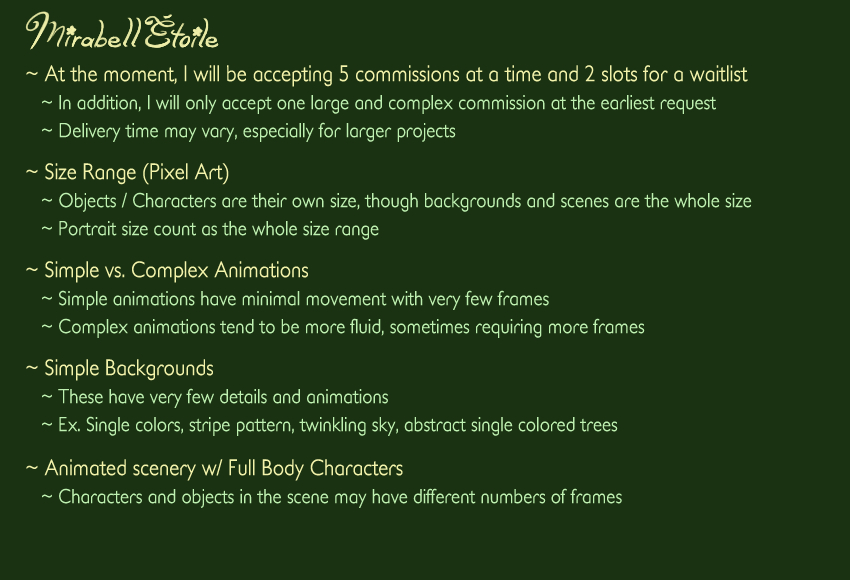 Mirabell Étoile
~ At the moment, I will be accepting 5 commissions at a time and 2 slots for a waitlist
~ In addition, I will only accept one large and complex commission at the earliest request
~ Delivery time may vary, especially for larger projects
~ Size Range (Pixel Art)
~ Objects / Characters are their own size, though backgrounds and scenes are the whole size
~ Portrait size count as the whole size range
~ Simple vs. Complex Animations
~ Simple animations have minimal movement with very few frames
~ Complex animations tend to be more fluid, sometimes requiring more frames
~ Simple Backgrounds
~ These have very few details and animations
~ Ex. Single colors, stripe pattern, twinkling sky, abstract single colored trees
~ Animated scenery w/ Full Body Characters
~ Characters and objects in the scene may have different numbers of frames